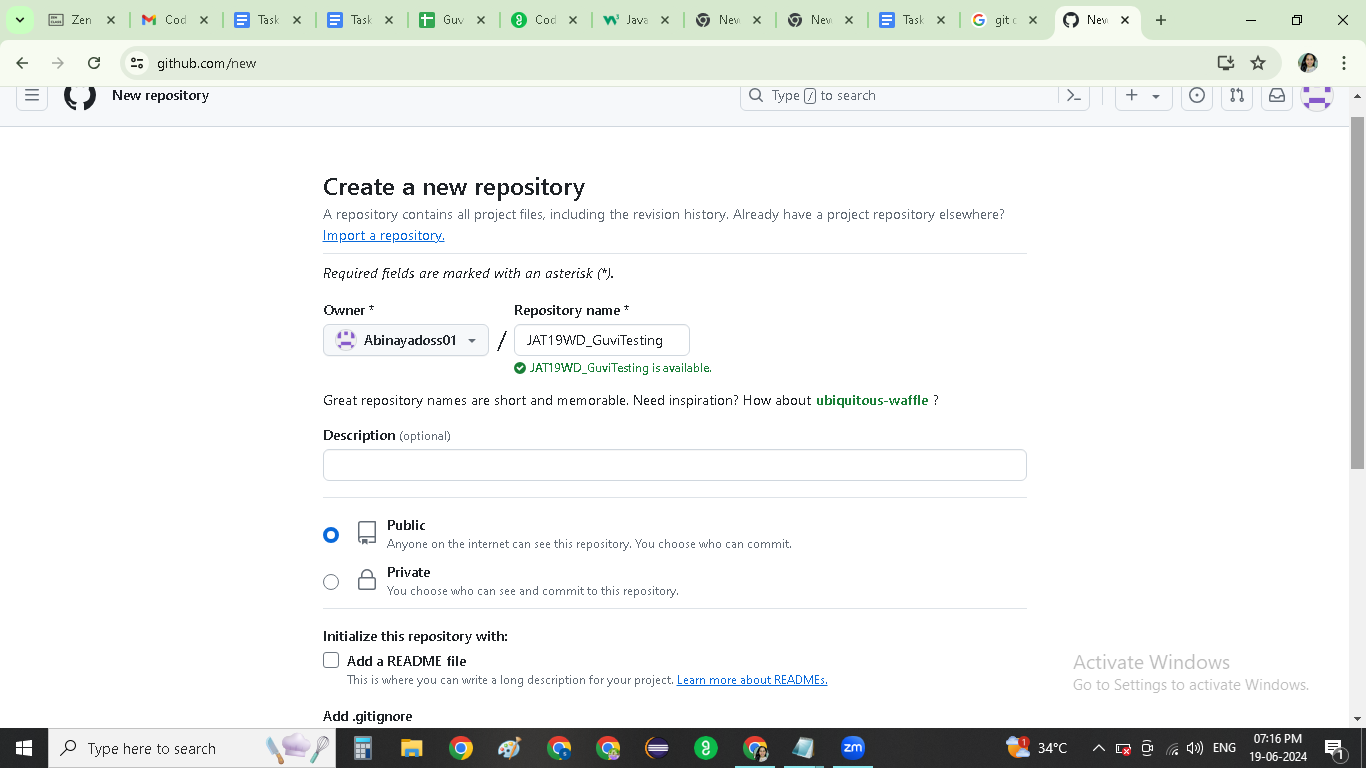 Zen
Cod
Task
Task
Guv
Cod
Java
New
New
Task
git c
New
github.com/new
New repository
Type / to search
Create a new repository
A repository contains all project files, including the revision history. Already have a project repository elsewhere?
Import a repository.
Required fields are marked with an asterisk (*).
Owner *
Repository name *
Abinayadoss01
/
JAT19WD_GuviTesting
JAT19WD_GuviTesting is available.
Great repository names are short and memorable. Need inspiration? How about ubiquitous-waffle ?
Description (optional)
Public
Anyone on the internet can see this repository. You choose who can commit.
Private
You choose who can see and commit to this repository.
Initialize this repository with:
Add a README file
This is where you can write a long description for your project. Learn more about READMEs.
Add .gitignore
Activate Windows
Go to Settings to activate Windows.
Type here to search
zm
1
34°C
ENG
07:16 PM
19-06-2024
1